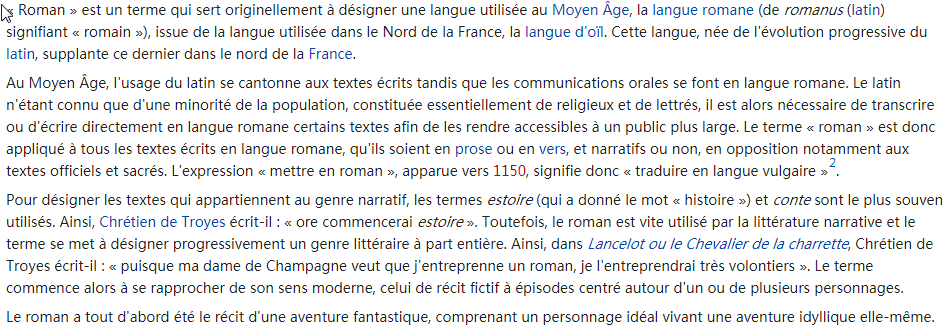 « Roman » est un terme qui sert originellement à désigner une langue utilisée au Moyen Âge, la langue romane (de romanus (latin)
signifiant « romain »), issue de la langue utilisée dans le Nord de la France, la langue d'oïl. Cette langue, née de l'évolution progressive du
latin, supplante ce dernier dans le nord de la France.
Au Moyen Âge, l'usage du latin se cantonne aux textes écrits tandis que les communications orales se font en langue romane. Le latin
n'étant connu que d'une minorité de la population, constituée essentiellement de religieux et de lettrés, il est alors nécessaire de transcrire
ou d'écrire directement en langue romane certains textes afin de les rendre accessibles à un public plus large. Le terme « roman » est donc
appliqué à tous les textes écrits en langue romane, qu'ils soient en prose ou en vers, et narratifs ou non, en opposition notamment aux
textes officiels et sacrés. L'expression « mettre en roman », apparue vers 1150, signifie donc « traduire en langue vulgaire »2.
Pour désigner les textes qui appartiennent au genre narratif, les termes estoire (qui a donné le mot « histoire ») et conte sont le plus souven
utilisés. Ainsi, Chrétien de Troyes écrit-il : « ore commencerai estoire ». Toutefois, le roman est vite utilisé par la littérature narrative et le
terme se met à désigner progressivement un genre littéraire à part entière. Ainsi, dans Lancelot ou le Chevalier de la charrette, Chrétien de
Troyes écrit-il : « puisque ma dame de Champagne veut que j'entreprenne un roman, je l'entreprendrai très volontiers ». Le terme
commence alors à se rapprocher de son sens moderne, celui de récit fictif à épisodes centré autour d'un ou de plusieurs personnages.
Le roman a tout d'abord été le récit d'une aventure fantastique, comprenant un personnage idéal vivant une aventure idyllique elle-même.